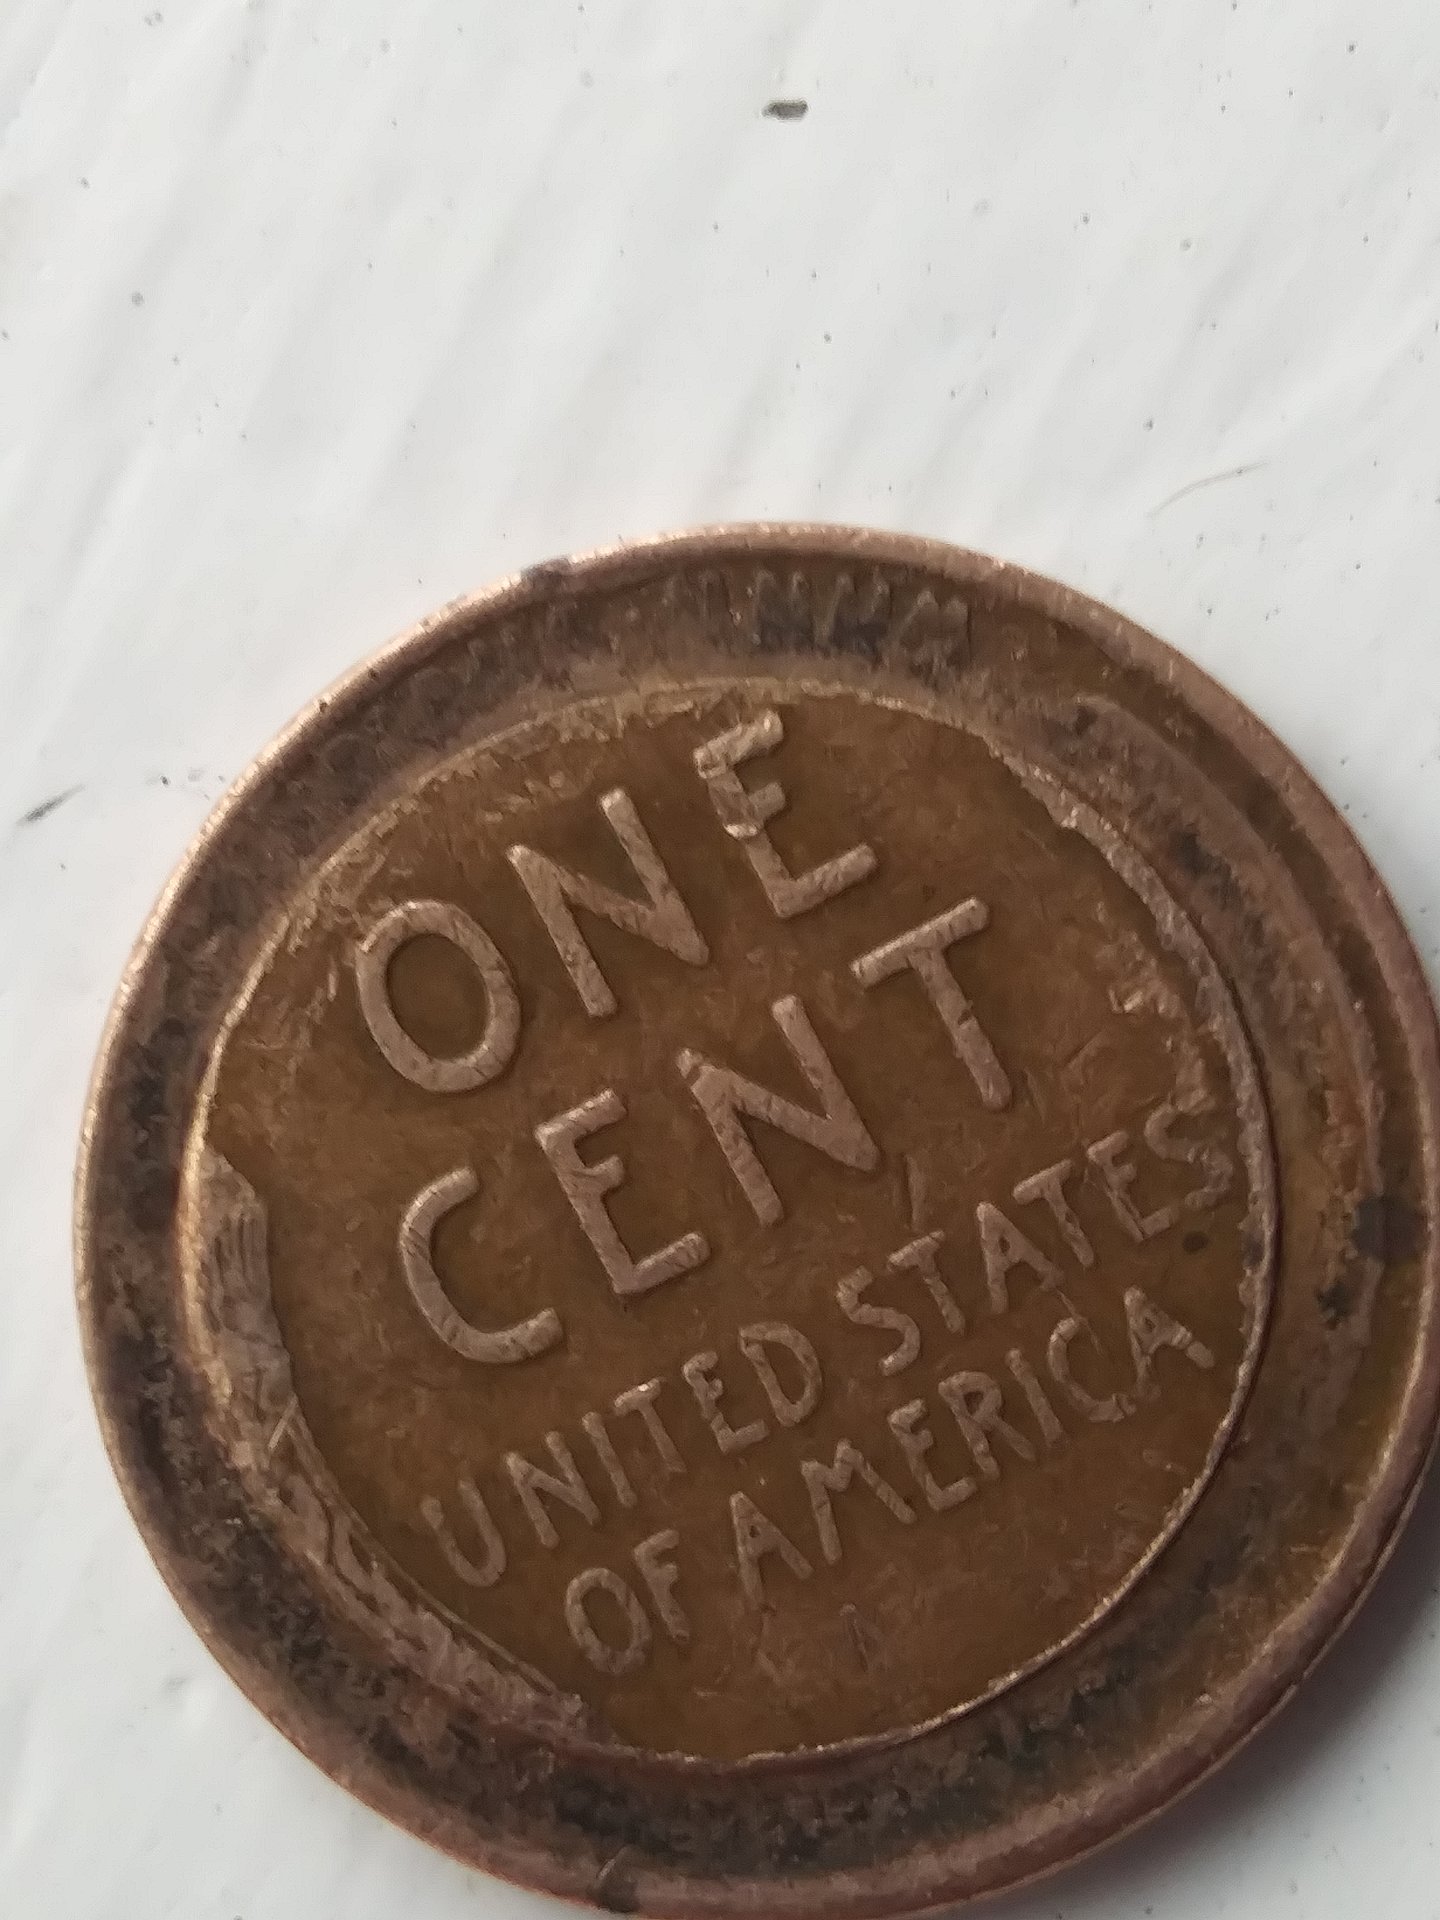 ONE
CENT
UNITED STATES
OF AMERICA